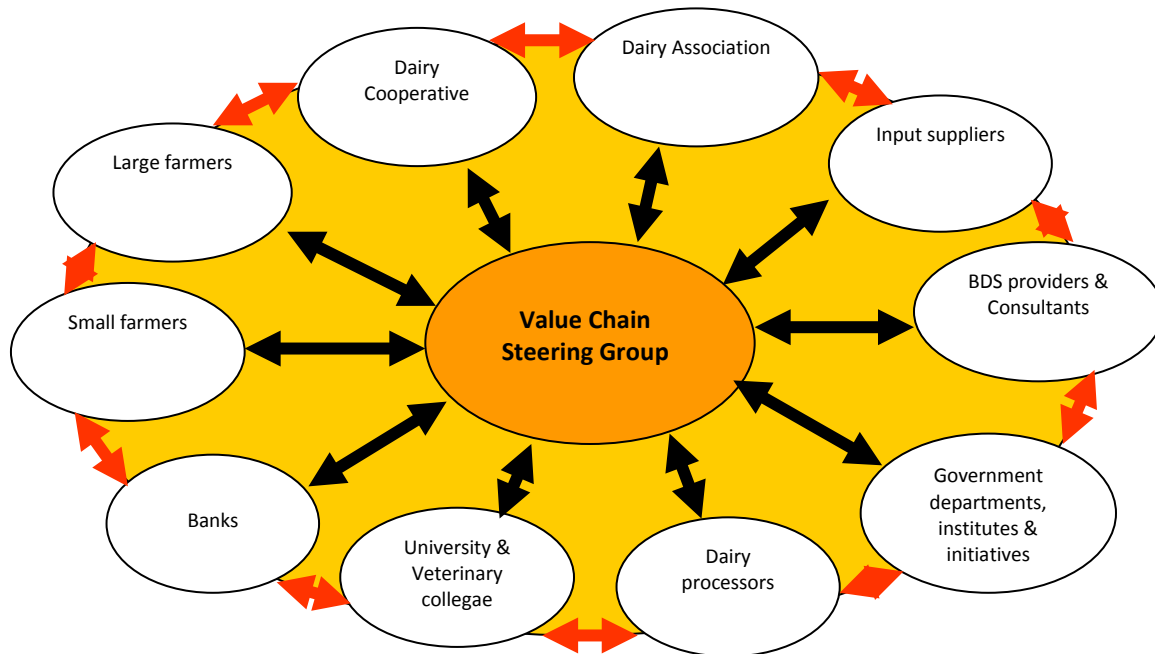 Dairy Association
Dairy
Cooperative
Input suppliers
Large farmers
BDS providers &
Consultants
Value Chain
Steering Group
Small farmers
Government
departments,
institutes &
initiatives
Banks
University &
Veterinary
collegae
Dairy
processors